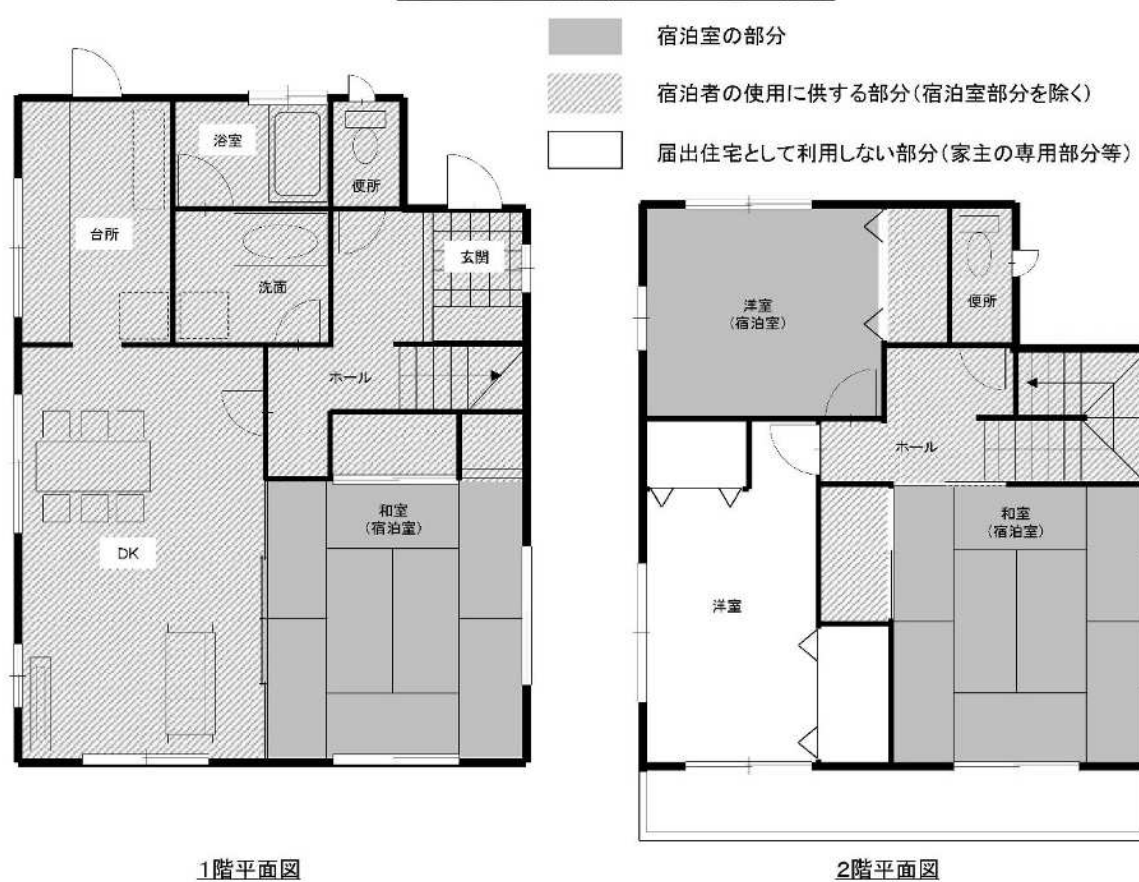 宿泊室の部分
宿泊者の使用に供する部分(宿泊室部分を除く)
届出住宅として利用しない部分(家主の専用部分等)
浴室
便所
台所
洗面
玄関
ホール
DK
和室
(宿泊室)
1階平面図
洋室
(宿泊室)
便所
ホール
和室
(宿泊室)
洋室
2階平面図